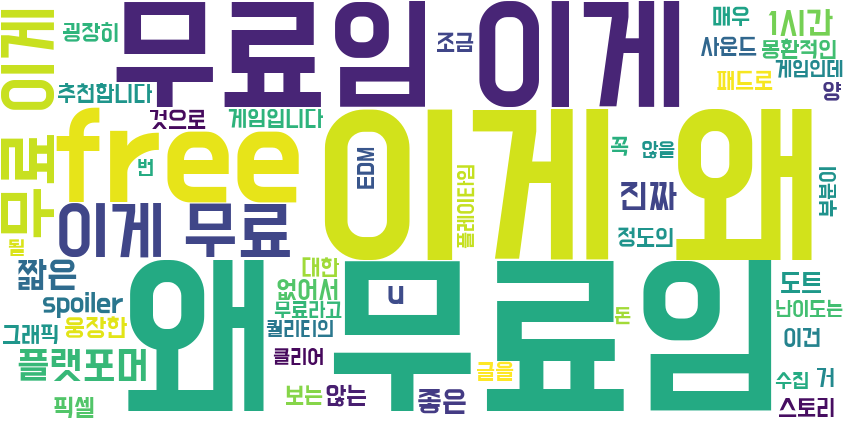 이게
굉장히
무료임 이게
조금
매우
1시간
사운드
몽환적인
추천합니다
패드로
게임인데
양
것으로
게임입니다
무료
free
이게 왜
번
EDM
플레이타임
꼭
않을
진짜
부분이
이게 무료
정도의
될
짧은
왜 무료임
대한
없어서
u
도트
spoiler
무료라고
돈
난이도는
그래픽
웅장한
퀄리티의
이건
플랫포머
클리어
글을
수집
거
픽셀
보는
않는
좋은
스토리